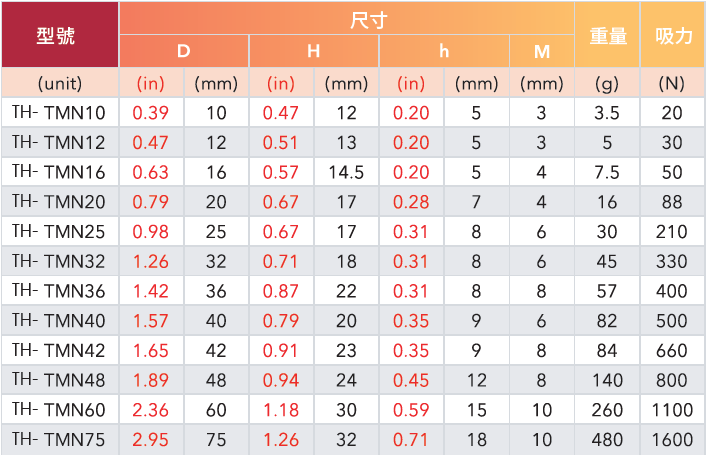 型號 尺寸 重量 吸力
D H h M
(unit) (in) (mm) (in) (mm) (in) (mm) (mm) (g) (N)
TH- TMN10 0.39 10 0.47 12 0.20 5 3 3.5 20
TH- TMN12 0.47 12 0.51 13 0.20 5 3 5 30
TH- TMN16 0.63 16 0.57 14.5 0.20 5 4 7.5 50
TH- TMN20 0.79 20 0.67 17 0.28 7 4 16 88
TH- TMN25 0.98 25 0.67 17 0.31 8 6 30 210
TH- TMN32 1.26 32 0.71 18 0.31 8 6 45 330
TH- TMN36 1.42 36 0.87 22 0.31 8 8 57 400
TH- TMN40 1.57 40 0.79 20 0.35 9 6 82 500
TH- TMN42 1.65 42 0.91 23 0.35 9 8 84 660
TH- TMN48 1.89 48 0.94 24 0.45 12 8 140 800
TH- TMN60 2.36 60 1.18 30 0.59 15 10 260 1100
TH- TMN75 2.95 75 1.26 32 0.71 18 10 480 1600